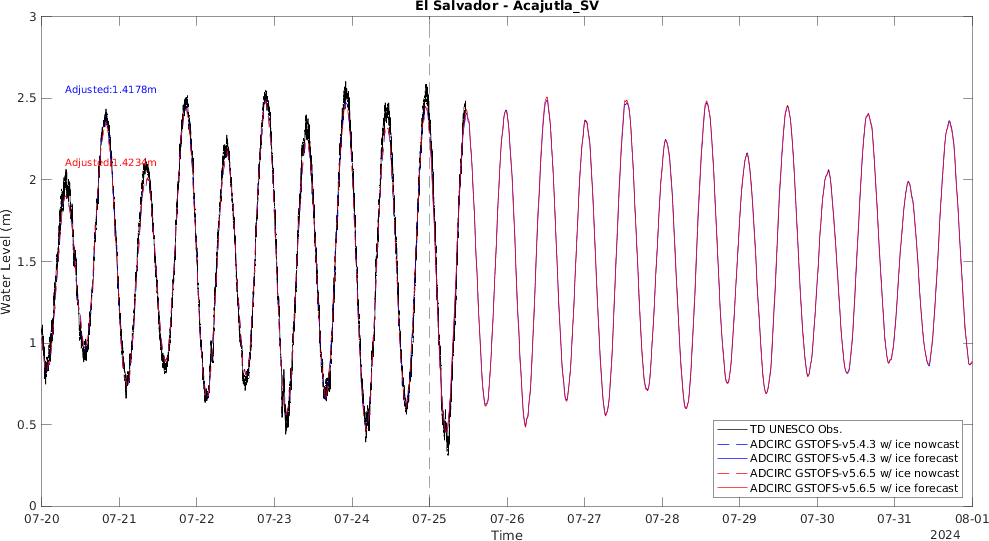 El Salvador - Acajutla_SV
3
2.5
2
1.5
1
0.5
0
Water Level (m)
Adjusted:1.4178m
Adjusted:1.4234m
TD UNESCO Obs.
ADCIRC GSTOFS-v5.4.3 w/ ice nowcast
ADCIRC GSTOFS-v5.4.3 w/ ice forecast
ADCIRC GSTOFS-v5.6.5 w/ ice nowcast
ADCIRC GSTOFS-v5.6.5 w/ ice forecast
07-20 07-21 07-22 07-23 07-24 07-25 07-26 07-27 07-28 07-29 07-30 07-31 08-01
Time
2024